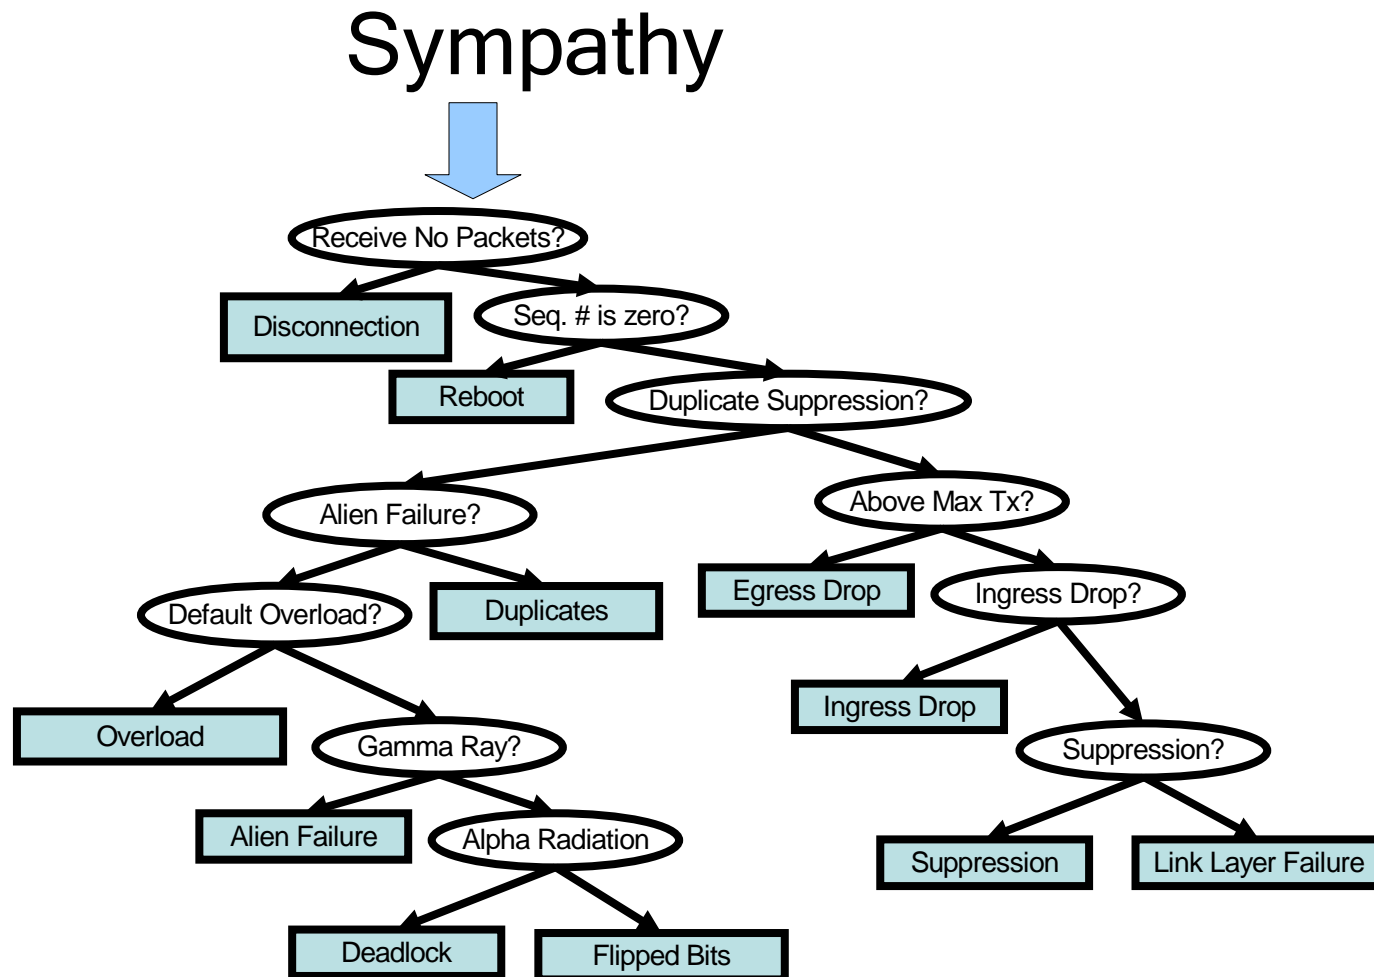 Sympathy
Receive No Packets?
Disconnection
Seq. # is zero?
Reboot
Duplicate Suppression?
Alien Failure?
Above Max Tx?
Default Overload?
Duplicates
Egress Drop
Ingress Drop?
Overload
Gamma Ray?
Ingress Drop
Suppression?
Alien Failure
Alpha Radiation
Suppression
Link Layer Failure
Deadlock
Flipped Bits